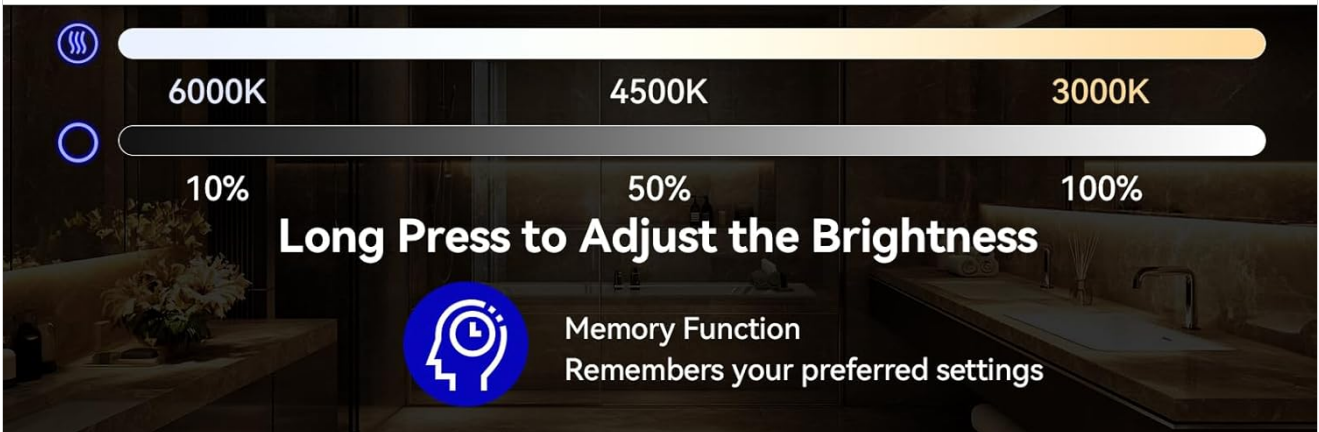 6000K 4500K 3000K
10% 50% 100%
Long Press to Adjust the Brightness
Memory Function
Remembers your preferred settings